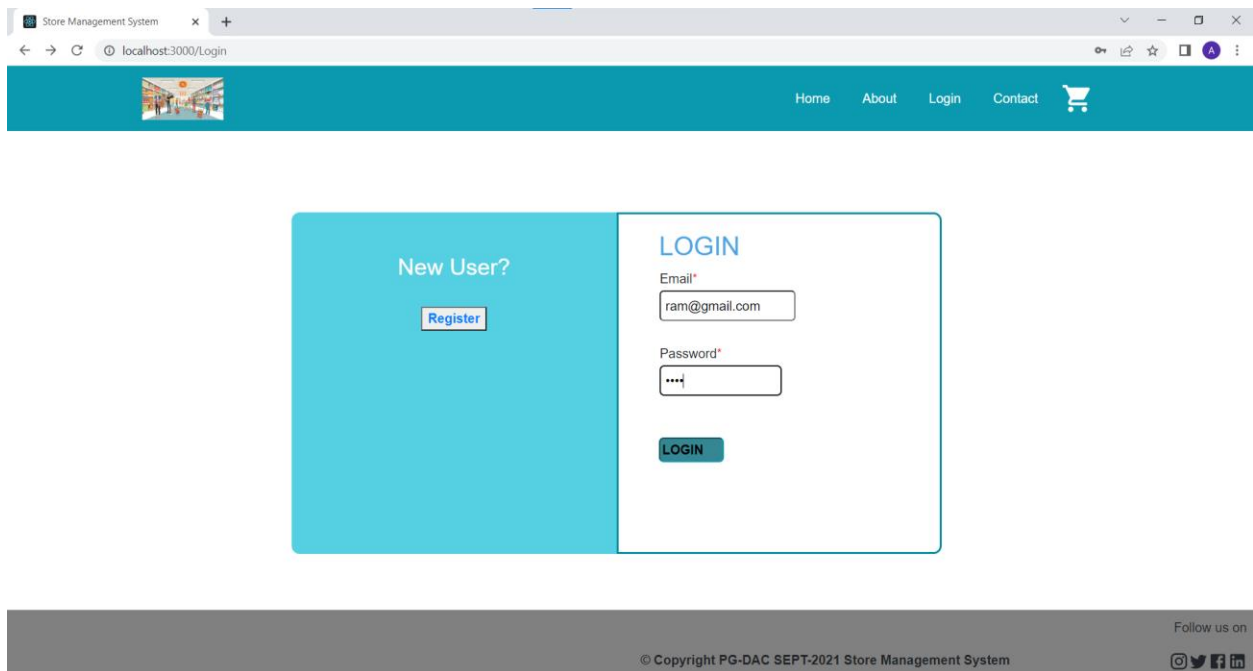 Store Management System
localhost:3000/Login
A
Home About Login Contact
New User?
Register
LOGIN
Email*
ram@gmail.com
Password*
••••
LOGIN
Follow us on
© Copyright PG-DAC SEPT-2021 Store Management System